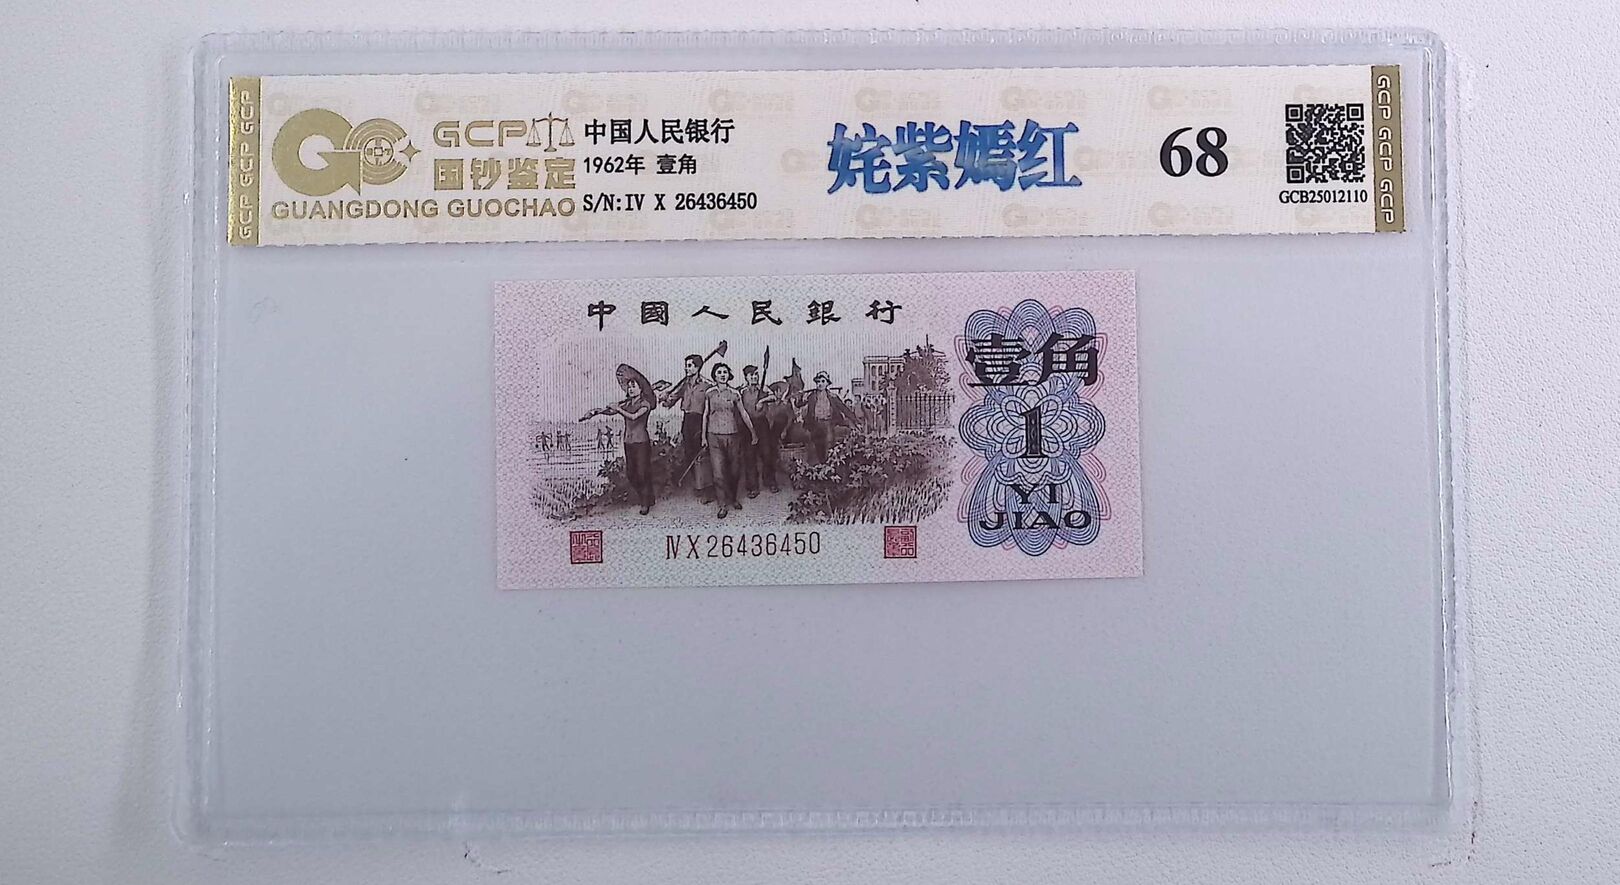 GCP GCP GCP
GCP
国钞鉴定
GUANGDONG GUOCHAO
中国人民银行
1962年 壹角
S/N:IV X 26436450
姹紫嫣红
68
GCB25012110
GCP GCP GCP
中國人民銀行
壹角
1
YI
JIAO
IV X 26436450